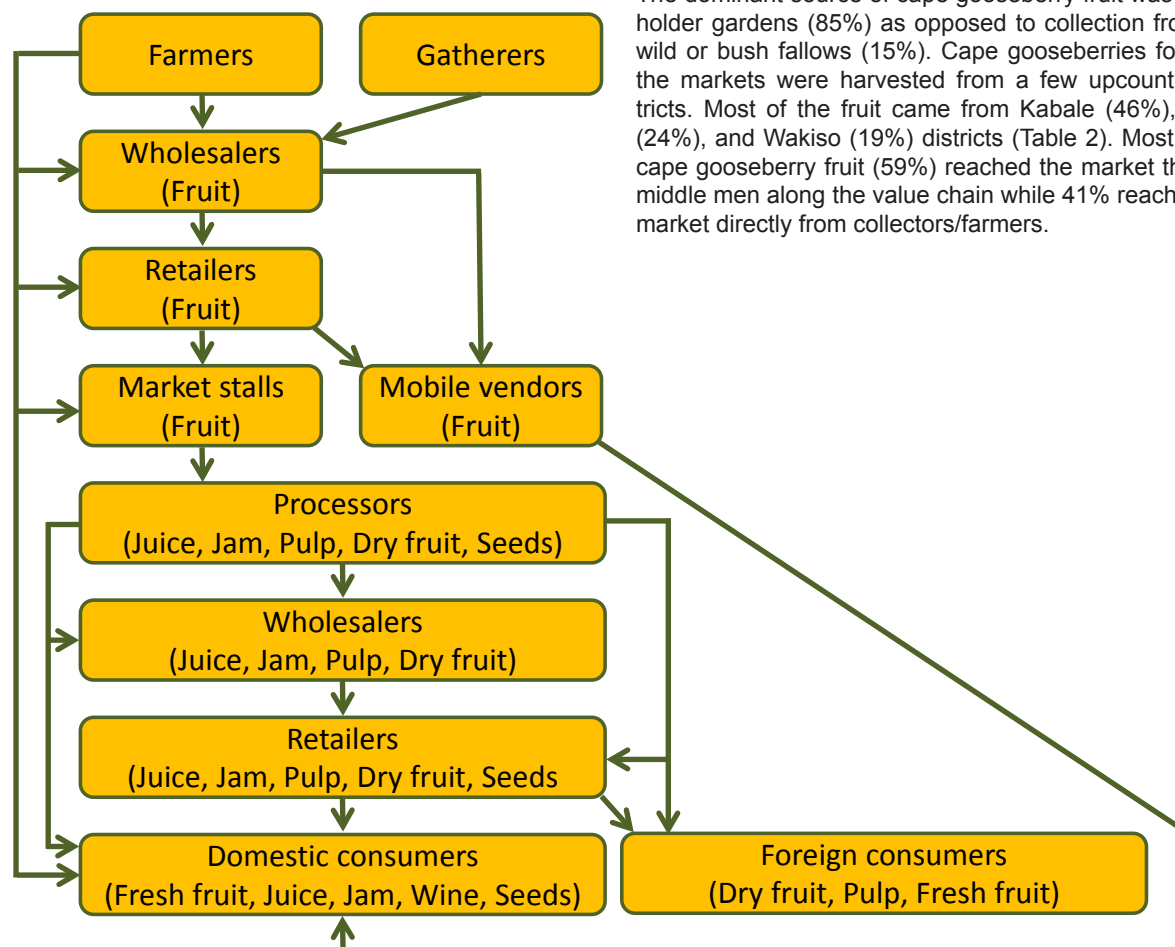 Farmers
Gatherers
Wholesalers
(Fruit)
Retailers
(Fruit)
Market stalls
(Fruit)
Mobile vendors
(Fruit)
Processors
(Juice, Jam, Pulp, Dry fruit, Seeds)
Wholesalers
(Juice, Jam, Pulp, Dry fruit)
Retailers
(Juice, Jam, Pulp, Dry fruit, Seeds
Domestic consumers
(Fresh fruit, Juice, Jam, Wine, Seeds)
Foreign consumers
(Dry fruit, Pulp, Fresh fruit)
holder gardens (85%) as opposed to collection
wild or bush fallows (15%). Cape gooseberries
the markets were harvested from a few
tricts. Most of the fruit came from Kabale (46%),
(24%), and Wakiso (19%) districts (Table 2). Most
cape gooseberry fruit (59%) reached the market
middle men along the value chain while 41%
market directly from collectors/farmers.